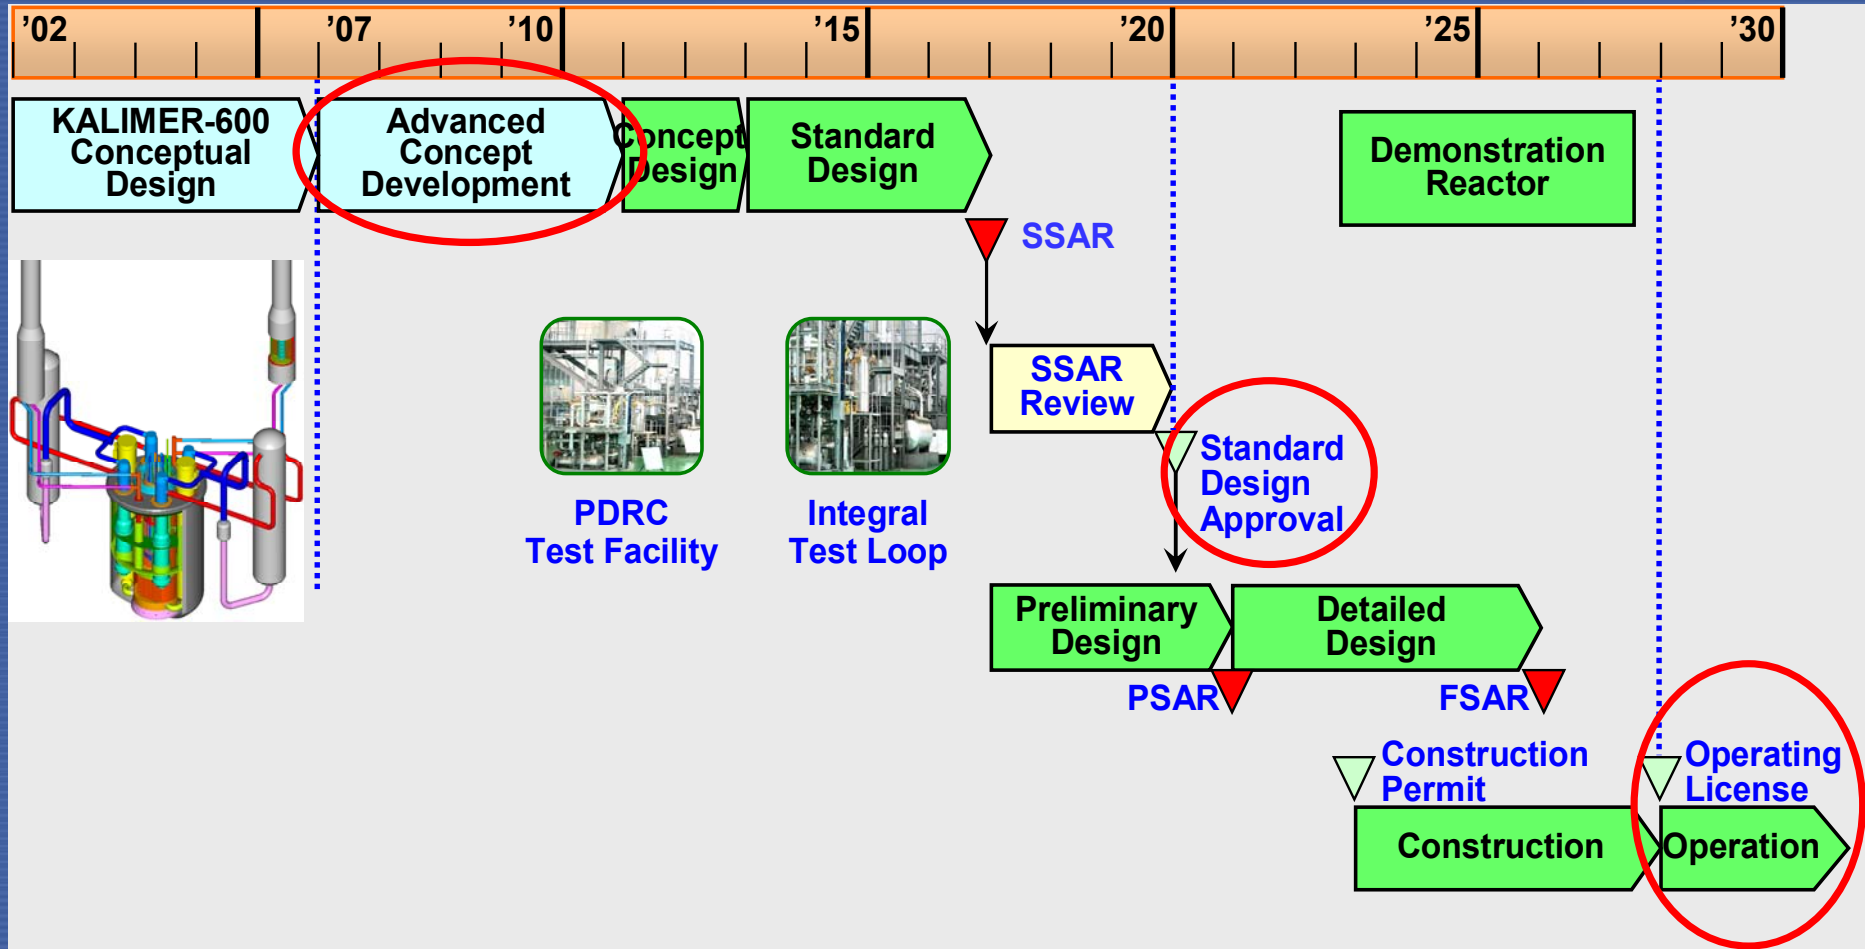 ’02 ’07 ’10 ’15 ’20 ’25 ’30
KALIMER-600
Conceptual
Design
Advanced
Concept
Development
Concept
Design
Standard
Design
Demonstration
Reactor
SSAR
SSAR
Review
Standard
Design
Approval
PDRC
Test Facility
Integral
Test Loop
Preliminary
Design
Detailed
Design
PSAR
FSAR
Construction
Permit
Operating
License
Construction
Operation